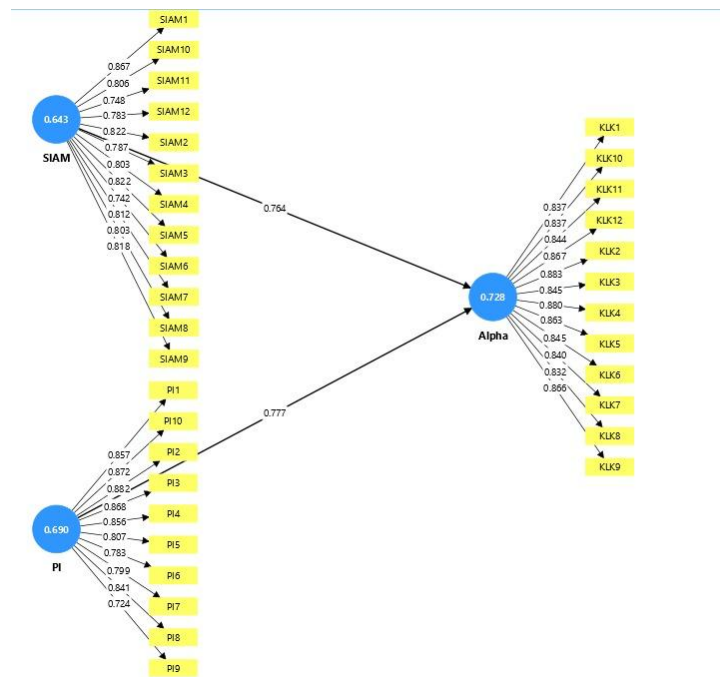 SIAM1
SIAM10
0.867
0.806
SIAM11
0.748
0.783
SIAM12
0.643
0.822
SIAM2
0.787
SIAM
SIAM3
0.803
0.822
SIAM4
0.742
0.812
SIAM5
0.803
0.818
SIAM6
SIAM7
SIAM8
SIAM9
0.764
KLK1
KLK10
KLK11
0.837
0.837
KLK12
0.844
0.867
KLK2
0.883
KLK3
0.845
0.728
0.880
KLK4
0.863
Alpha
KLK5
0.845
0.840
KLK6
0.832
0.866
KLK7
KLK8
KLK9
PI1
0.777
PI10
PI2
0.857
0.872
PI3
0.882
0.868
PI4
0.856
0.690
0.807
PI5
0.783
PI
PI6
0.799
0.841
PI7
0.724
PI8
PI9